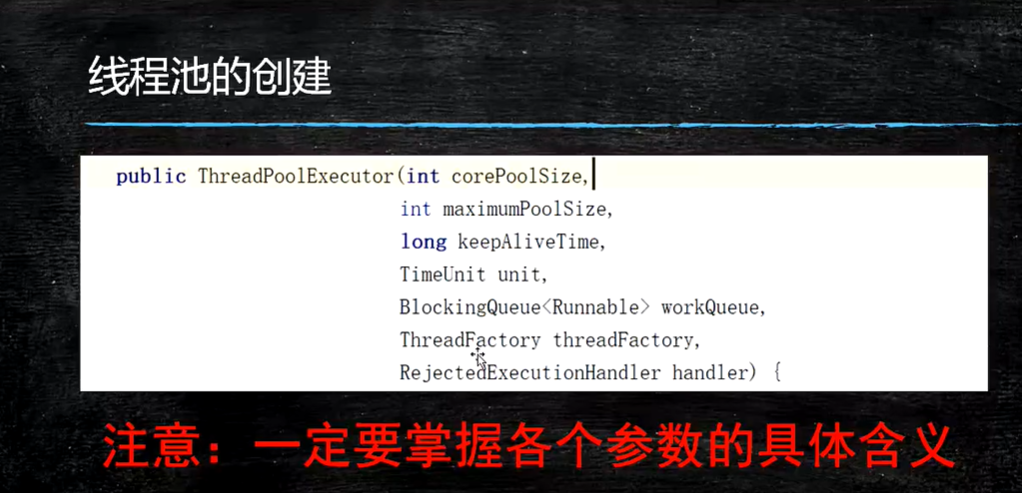 线程池的创建
public ThreadPoolExecutor(int corePoolSize,
int maximumPoolSize,
long keepAliveTime,
TimeUnit unit,
BlockingQueue<Runnable> workQueue,
ThreadFactory threadFactory,
RejectedExecutionHandler handler) {
注意：一定要掌握各个参数的具体含义